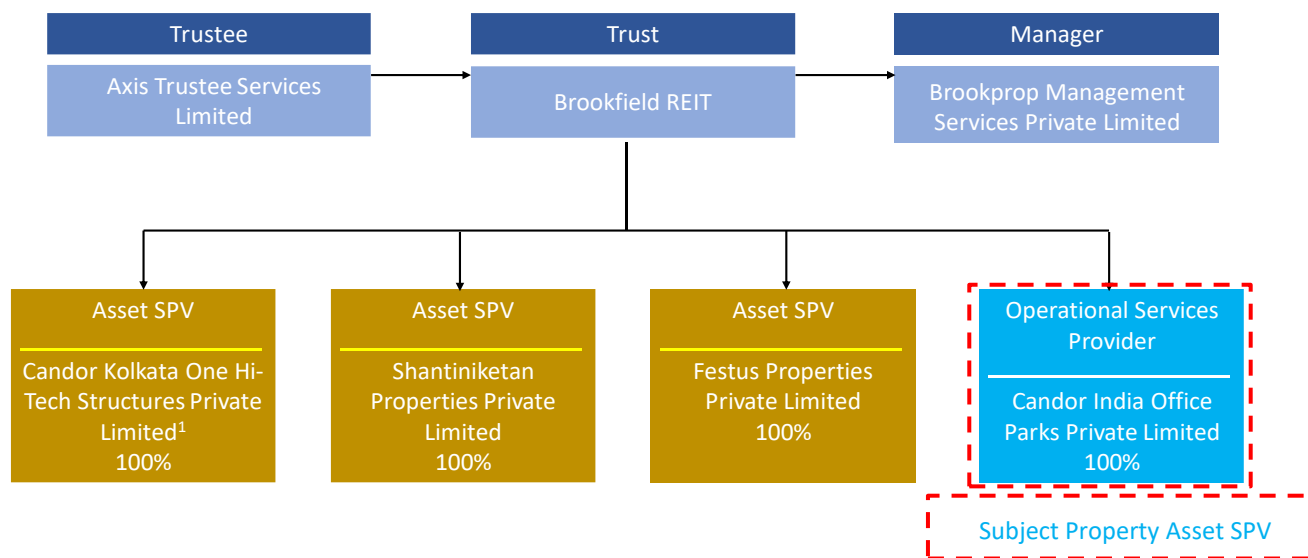 Trustee
Trust
Manager
Axis Trustee Services
Limited
Brookfield REIT
Brookprop Management
Services Private Limited
Asset SPV
Candor Kolkata One Hi-
Tech Structures Private
Limited¹
100%
Asset SPV
Shantiniketan
Properties Private
Limited
100%
Asset SPV
Festus Properties
Private Limited
100%
Operational Services
Provider
Candor India Office
Parks Private Limited
100%
Subject Property Asset SPV